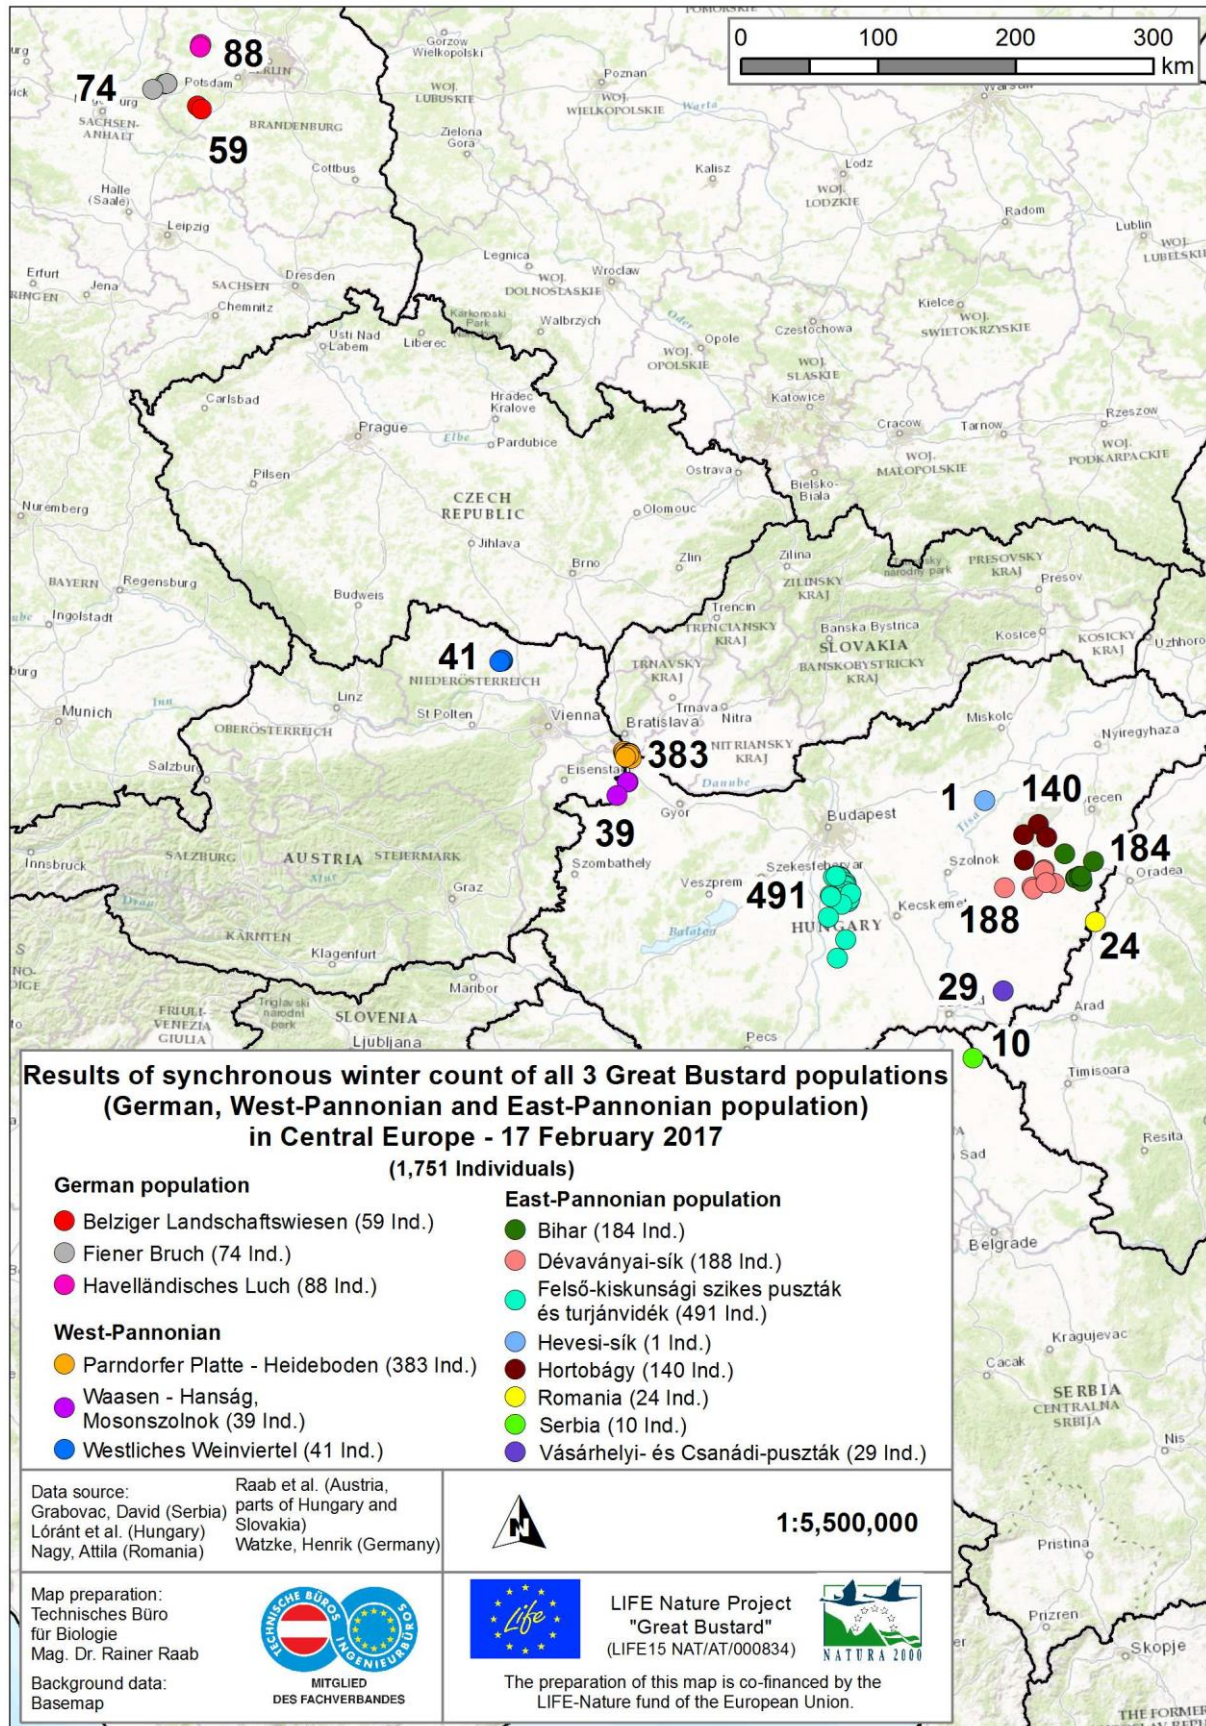 0 100 200 300
km
POMORSKIE
Gorzow
Wielkopolski
WOJ.
LUBUSKIE
Poznan
WOJ.
WIELKOPOLSKIE
Warta
88
Potsdam
74
SACHSEN-
ANHALT
BRANDENBURG
59
Zielona
Gora
Kalisz
Lodz
WOJ.
LODZKIE
Cottbus
Halle
(Saale)
Leipzig
Radom
Lublin
WOJ.
LUBELSKIE
Erfurt
Jena
Dresden
SACHSEN
Chemnitz
Legnica
WOJ.
DOLNOSLASKIE
Wroclaw
Walbrzych
Karkonoski
Park
Usti Nad
Labem
Liberec
Oder
Opole
WOJ.
OPOLSKIE
Czestochowa
Kielce
WOJ.
SWIETOKRZYSKIE
WOJ.
SLASKIE
Katowice
Carlsbad
Hradec
Kralove
Prague
Elbe
Pardubice
Cracow
Tarnow
Rzeszow
WOJ.
MALOPOLSKIE
WOJ.
PODKARPACKIE
Pilsen
Ostrava
Bielsko-
Biala
CZECH
REPUBLIC
Olomouc
Nuremberg
Jihlava
Brno
Zlin
Zilina
ZILINSKY
KRAJ
PRESOVSKY
KRAJ
Presov
BAYERN
Regensburg
Budweis
Ingolstadt
Trencin
TRENCIANSKY
KRAJ
Banska Bystrica
SLOVAKIA
BANSKOBYSTRICKY
KRAJ
Kosice
KOSICKY
KRAJ
Uzhhoro
41
NIEDERÖSTERREICH
TRNAVSKY
KRAJ
Linz
St Polten
Vienna
Trnava
Nitra
Bratislava
NITRIANSKY
KRAJ
Munich
Inn
OBERÖSTERREICH
383
Miskolc
Nyiregyhaza
Salzburg
Eisensta
Danube
Györ
39
1
Tisa
140
recen
Budapest
Innsbruck
SALZBURG
AUSTRIA
STEIERMARK
Szombathely
Szekesfehervar
Szolnok
184
Oradea
Graz
Veszprem
491
Kecskemet
188
HUNGARY
Balaton
24
Drau
KÄRNTEN
Klagenfurt
Maribor
29
Arad
FRIULI-
VENEZIA
GIULIA
Triglavski
narodni
park
SLOVENIA
Ljubljana
Pecs
10
Timisoara
Resita
Sad
Belgrade
Kragujevac
Cacak
SERBIA
CENTRALNA
SRBIJA
Nis
Pristina
Prizren
Skopje
THE FORMER
Results of synchronous winter count of all 3 Great Bustard populations
(German, West-Pannonian and East-Pannonian population)
in Central Europe - 17 February 2017
(1,751 Individuals)
German population
Belziger Landschaftswiesen (59 Ind.)
Fiener Bruch (74 Ind.)
Havelländisches Luch (88 Ind.)
West-Pannonian
Parndorfer Platte - Heideboden (383 Ind.)
Waasen - Hanság,
Mosonszolnok (39 Ind.)
Westliches Weinviertel (41 Ind.)
East-Pannonian population
Bihar (184 Ind.)
Dévaványai-sík (188 Ind.)
Felső-kiskunsági szikes puszták
és turjánvidék (491 Ind.)
Hevesi-sík (1 Ind.)
Hortobágy (140 Ind.)
Romania (24 Ind.)
Serbia (10 Ind.)
Vásárhelyi- és Csanádi-puszták (29 Ind.)
Data source:
Grabovac, David (Serbia)
Lóránt et al. (Hungary)
Nagy, Attila (Romania)
Raab et al. (Austria,
parts of Hungary and
Slovakia)
Watzke, Henrik (Germany)
N
1:5,500,000
Map preparation:
Technisches Büro
für Biologie
Mag. Dr. Rainer Raab
Background data:
Basemap
TECHNISCHE BÜROS
INGENIEURBÜROS
MITGLIED
DES FACHVERBANDES
Life
LIFE Nature Project
"Great Bustard"
(LIFE15 NAT/AT/000834)
NATURA 2000
The preparation of this map is co-financed by the
LIFE-Nature fund of the European Union.